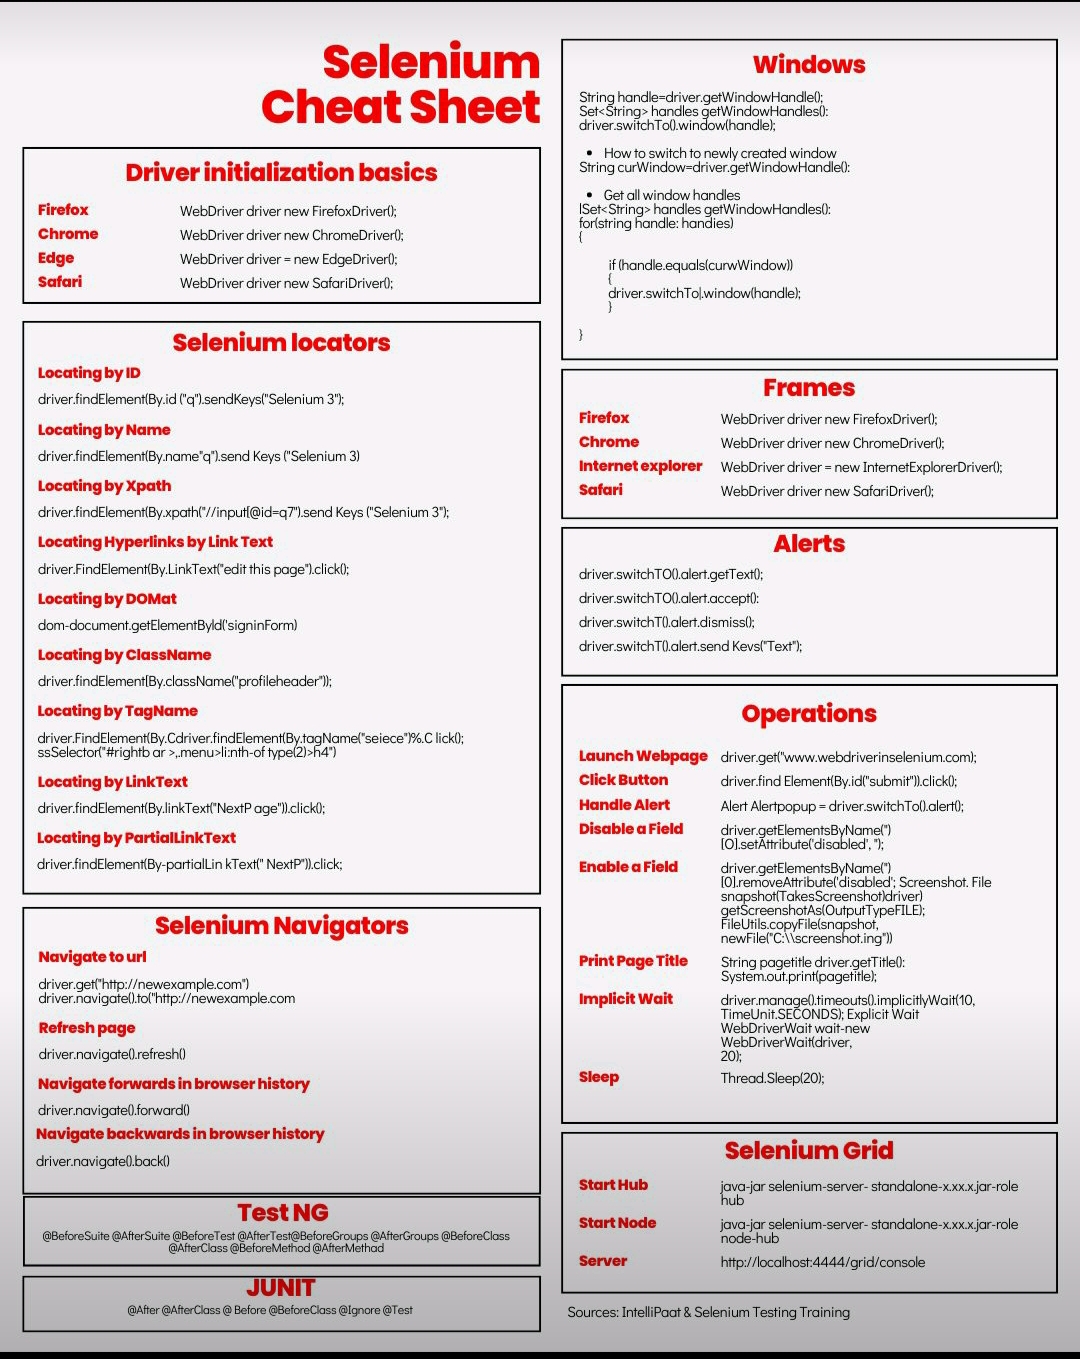 Selenium
Cheat Sheet
Driver initialization basics
Firefox WebDriver driver new FirefoxDriver();
Chrome WebDriver driver new ChromeDriver();
Edge WebDriver driver = new EdgeDriver();
Safari WebDriver driver new SafariDriver();
Selenium locators
Locating by ID
driver.findElement(By.id ("q").sendKeys("Selenium 3");
Locating by Name
driver.findElement(By.name"q").send Keys ("Selenium 3)
Locating by Xpath
driver.findElement(By.xpath("//input[@id=q7").send Keys ("Selenium 3");
Locating Hyperlinks by Link Text
driver.FindElement(By.LinkText("edit this page").click();
Locating by DOMat
dom-document.getElementById('signinForm)
Locating by ClassName
driver.findElement[By.className("profileheader"));
Locating by TagName
driver.FindElement(By.Cdriver.findElement(By.tagName("seiece")%.C lick();
ssSelector("#rightb ar >,.menu>li:nth-of type(2)>h4")
Locating by LinkText
driver.findElement(By.linkText("NextP age")).click();
Locating by PartialLinkText
driver.findElement(By-partialLin kText(" NextP")).click;
Selenium Navigators
Navigate to url
driver.get("http://newexample.com")
driver.navigate().to("http://newexample.com
Refresh page
driver.navigate().refresh()
Navigate forwards in browser history
driver.navigate().forward()
Navigate backwards in browser history
driver.navigate().back()
Test NG
@BeforeSuite @AfterSuite @BeforeTest @AfterTest@BeforeGroups @AfterGroups @BeforeClass
@AfterClass @BeforeMethod @AfterMethad
JUNIT
@After @AfterClass @ Before @BeforeClass @Ignore @Test
Windows
String handle=driver.getWindowHandle();
Set<String> handles getWindowHandles():
driver.switchTo().window(handle);
• How to switch to newly created window
String curWindow=driver.getWindowHandle():
• Get all window handles
lSet<String> handles getWindowHandles():
for(string handle: handies)
{
if (handle.equals(curwWindow))
{
driver.switchTo|.window(handle);
}
}
Frames
Firefox WebDriver driver new FirefoxDriver();
Chrome WebDriver driver new ChromeDriver();
Internet explorer WebDriver driver = new InternetExplorerDriver();
Safari WebDriver driver new SafariDriver();
Alerts
driver.switchTO().alert.getText();
driver.switchTO().alert.accept():
driver.switchT().alert.dismiss();
driver.switchT().alert.send Kevs("Text");
Operations
Launch Webpage driver.get("www.webdriverinselenium.com);
Click Button driver.find Element(By.id("submit")).click();
Handle Alert Alert Alertpopup = driver.switchTo().alert();
Disable a Field driver.getElementsByName('')
[O].setAttribute('disabled', '');
Enable a Field driver.getElementsByName('')
[0].removeAttribute('disabled'; Screenshot. File
snapshot(TakesScreenshot)driver)
getScreenshotAs(OutputTypeFILE);
FileUtils.copyFile(snapshot,
newFile("C:\\screenshot.ing"))
Print Page Title String pagetitle driver.getTitle():
System.out.print(pagetitle);
Implicit Wait driver.manage().timeouts().implicitlyWait(10,
TimeUnit.SECONDS); Explicit Wait
WebDriverWait wait-new
WebDriverWait(driver,
20);
Sleep Thread.Sleep(20);
Selenium Grid
Start Hub java-jar selenium-server- standalone-x.xx.x.jar-role
hub
Start Node java-jar selenium-server- standalone-x.xx.x.jar-role
node-hub
Server http://localhost:4444/grid/console
Sources: IntelliPaat & Selenium Testing Training